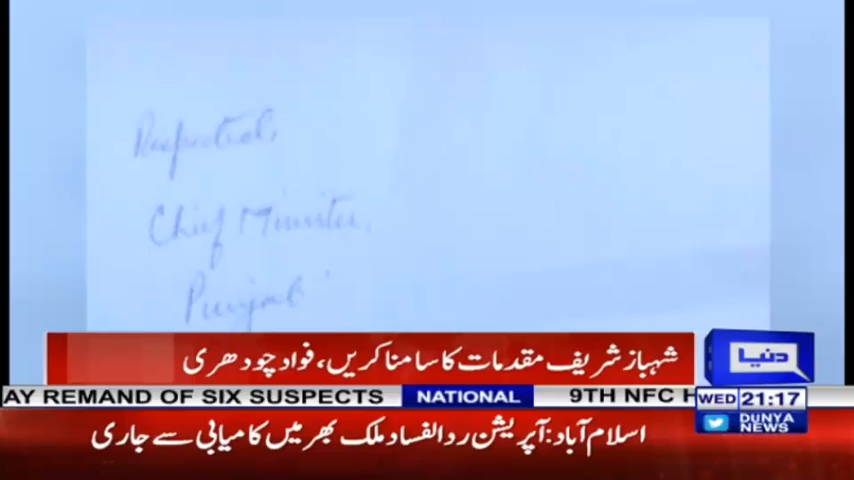 Respected,
Chief Minister,
Punjab
شہباز شریف مقدمات کا سامنا کریں، فواد چودھری
دنیا
AY REMAND OF SIX SUSPECTS NATIONAL 9TH NFC
WED 21:17
DUNYA NEWS
اسلام آباد: آپریشن ردالفساد ملک بھر میں کامیابی سے جاری